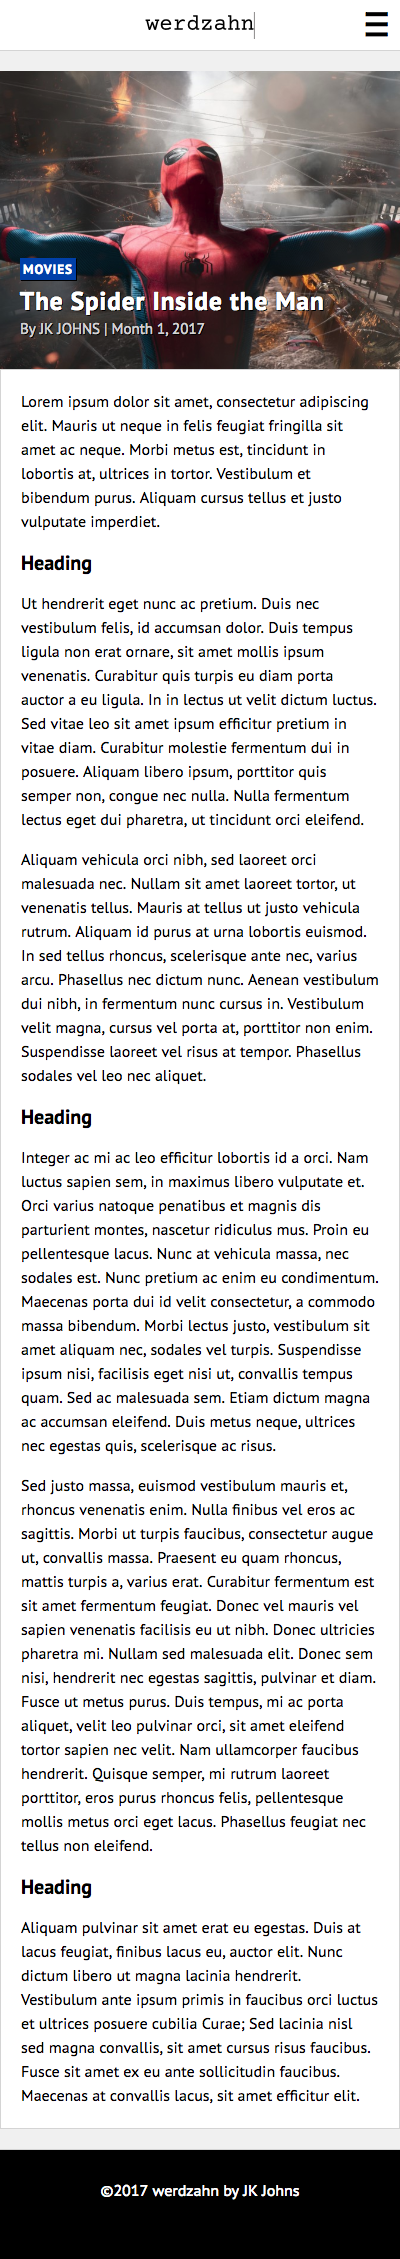 werdzahn
MOVIES
The Spider Inside the Man
By JK JOHNS | Month 1, 2017
Lorem ipsum dolor sit amet, consectetur adipiscing
elit. Mauris ut neque in felis feugiat fringilla sit
amet ac neque. Morbi metus est, tincidunt in
lobortis at, ultrices in tortor. Vestibulum et
bibendum purus. Aliquam cursus tellus et justo
vulputate imperdiet.
Heading
Ut hendrerit eget nunc ac pretium. Duis nec
vestibulum felis, id accumsan dolor. Duis tempus
ligula non erat ornare, sit amet mollis ipsum
venenatis. Curabitur quis turpis eu diam porta
auctor a eu ligula. In in lectus ut velit dictum luctus.
Sed vitae leo sit amet ipsum efficitur pretium in
vitae diam. Curabitur molestie fermentum dui in
posuere. Aliquam libero ipsum, porttitor quis
semper non, congue nec nulla. Nulla fermentum
lectus eget dui pharetra, ut tincidunt orci eleifend.
Aliquam vehicula orci nibh, sed laoreet orci
malesuada nec. Nullam sit amet laoreet tortor, ut
venenatis tellus. Mauris at tellus ut justo vehicula
rutrum. Aliquam id purus at urna lobortis euismod.
In sed tellus rhoncus, scelerisque ante nec, varius
arcu. Phasellus nec dictum nunc. Aenean vestibulum
dui nibh, in fermentum nunc cursus in. Vestibulum
velit magna, cursus vel porta at, porttitor non enim.
Suspendisse laoreet vel risus at tempor. Phasellus
sodales vel leo nec aliquet.
Heading
Integer ac mi ac leo efficitur lobortis id a orci. Nam
luctus sapien sem, in maximus libero vulputate et.
Orci varius natoque penatibus et magnis dis
parturient montes, nascetur ridiculus mus. Proin eu
pellentesque lacus. Nunc at vehicula massa, nec
sodales est. Nunc pretium ac enim eu condimentum.
Maecenas porta dui id velit consectetur, a commodo
massa bibendum. Morbi lectus justo, vestibulum sit
amet aliquam nec, sodales vel turpis. Suspendisse
ipsum nisi, facilisis eget nisi ut, convallis tempus
quam. Sed ac malesuada sem. Etiam dictum magna
ac accumsan eleifend. Duis metus neque, ultrices
nec egestas quis, scelerisque ac risus.
Sed justo massa, euismod vestibulum mauris et,
rhoncus venenatis enim. Nulla finibus vel eros ac
sagittis. Morbi ut turpis faucibus, consectetur augue
ut, convallis massa. Praesent eu quam rhoncus,
mattis turpis a, varius erat. Curabitur fermentum est
sit amet fermentum feugiat. Donec vel mauris vel
sapien venenatis facilisis eu ut nibh. Donec ultricies
pharetra mi. Nullam sed malesuada elit. Donec sem
nisi, hendrerit nec egestas sagittis, pulvinar et diam.
Fusce ut metus purus. Duis tempus, mi ac porta
aliquet, velit leo pulvinar orci, sit amet eleifend
tortor sapien nec velit. Nam ullamcorper faucibus
hendrerit. Quisque semper, mi rutrum laoreet
porttitor, eros purus rhoncus felis, pellentesque
mollis metus orci eget lacus. Phasellus feugiat nec
tellus non eleifend.
Heading
Aliquam pulvinar sit amet erat eu egestas. Duis at
lacus feugiat, finibus lacus eu, auctor elit. Nunc
dictum libero ut magna lacinia hendrerit.
Vestibulum ante ipsum primis in faucibus orci luctus
et ultrices posuere cubilia Curae; Sed lacinia nisl
sed magna convallis, sit amet cursus risus faucibus.
Fusce sit amet ex eu ante sollicitudin faucibus.
Maecenas at convallis lacus, sit amet efficitur elit.
©2017 werdzahn by JK Johns